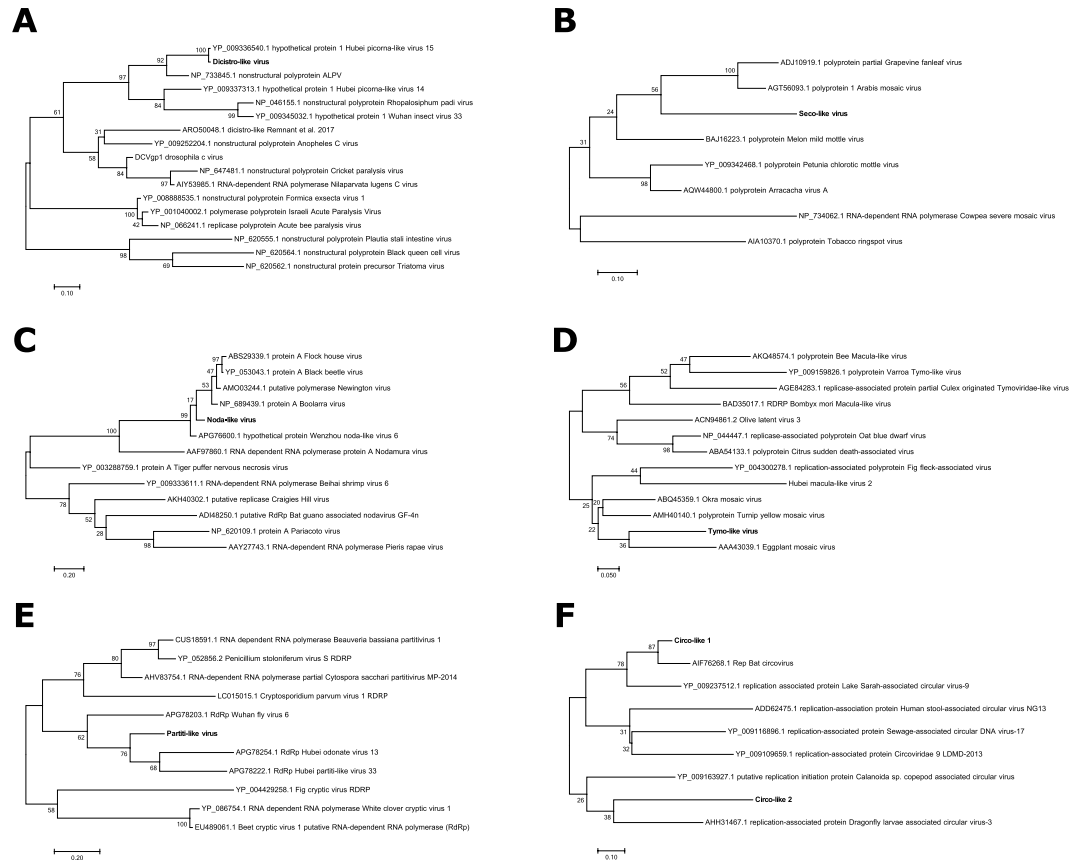 A
100
YP_009336540.1 hypothetical protein 1 Hubei picorna-like virus 15
92
Dicistro-like virus
97
NP_733845.1 nonstructural polyprotein ALPV
YP_009337313.1 hypothetical protein 1 Hubei picorna-like virus 14
84
NP_046155.1 nonstructural polyprotein Rhopalosiphum padi virus
61
99
YP_009345032.1 hypothetical protein 1 Wuhan insect virus 33
31
ARO50048.1 dicistro-like Remnant et al. 2017
YP_009252204.1 nonstructural polyprotein Anopheles C virus
58
DCVgp1 drosophila c virus
84
NP_647481.1 nonstructural polyprotein Cricket paralysis virus
97
AIY53985.1 RNA-dependent RNA polymerase Nilaparvata lugens C virus
YP_008888535.1 nonstructural polyprotein Formica exsecta virus 1
100
YP_001040002.1 polymerase polyprotein Israeli Acute Paralysis Virus
42
NP_066241.1 replicase polyprotein Acute bee paralysis virus
NP_620555.1 nonstructural polyprotein Plautia stali intestine virus
98
NP_620564.1 nonstructural polyprotein Black queen cell virus
69
NP_620562.1 nonstructural protein precursor Triatoma virus
0.10
B
ADJ10919.1 polyprotein partial Grapevine fanleaf virus
100
AGT56093.1 polyprotein 1 Arabis mosaic virus
56
Seco-like virus
24
BAJ16223.1 polyprotein Melon mild mottle virus
31
YP_009342468.1 polyprotein Petunia chlorotic mottle virus
98
AQW44800.1 polyprotein Arracacha virus A
NP_734062.1 RNA-dependent RNA polymerase Cowpea severe mosaic virus
AIA10370.1 polyprotein Tobacco ringspot virus
0.10
C
97
ABS29339.1 protein A Flock house virus
47
YP_053043.1 protein A Black beetle virus
53
AMO03244.1 putative polymerase Newington virus
17
NP_689439.1 protein A Boolarra virus
99
Noda-like virus
100
APG76600.1 hypothetical protein Wenzhou noda-like virus 6
AAF97860.1 RNA dependent RNA polymerase protein A Nodamura virus
YP_003288759.1 protein A Tiger puffer nervous necrosis virus
YP_009333611.1 RNA-dependent RNA polymerase Beihai shrimp virus 6
78
AKH40302.1 putative replicase Craigies Hill virus
52
ADI48250.1 putative RdRp Bat guano associated nodavirus GF-4n
28
NP_620109.1 protein A Pariacoto virus
98
AAY27743.1 RNA-dependent RNA polymerase Pieris rapae virus
0.20
D
47
AKQ48574.1 polyprotein Bee Macula-like virus
52
YP_009159826.1 polyprotein Varroa Tymo-like virus
56
AGE84283.1 replicase-associated protein partial Culex originated Tymoviridae-like virus
BAD35017.1 RDRP Bombyx mori Macula-like virus
ACN94861.2 Olive latent virus 3
74
NP_044447.1 replicase-associated polyprotein Oat blue dwarf virus
98
ABA54133.1 polyprotein Citrus sudden death-associated virus
44
YP_004300278.1 replication-associated polyprotein Fig fleck-associated virus
Hubei macula-like virus 2
25
20
ABQ45359.1 Okra mosaic virus
AMH40140.1 polyprotein Turnip yellow mosaic virus
22
Tymo-like virus
36
AAA43039.1 Eggplant mosaic virus
0.050
E
97
CUS18591.1 RNA dependent RNA polymerase Beauveria bassiana partitivirus 1
80
YP_052856.2 Penicillium stoloniferum virus S RDRP
76
AHV83754.1 RNA-dependent RNA polymerase partial Cytospora sacchari partitivirus MP-2014
LC015015.1 Cryptosporidium parvum virus 1 RDRP
APG78203.1 RdRp Wuhan fly virus 6
62
Partiti-like virus
76
APG78254.1 RdRp Hubei odonate virus 13
68
APG78222.1 RdRp Hubei partiti-like virus 33
YP_004429258.1 Fig cryptic virus RDRP
58
YP_086754.1 RNA dependent RNA polymerase White clover cryptic virus 1
100
EU489061.1 Beet cryptic virus 1 putative RNA-dependent RNA polymerase (RdRp)
0.20
F
Circo-like 1
87
78
AIF76268.1 Rep Bat circovirus
YP_009237512.1 replication associated protein Lake Sarah-associated circular virus-9
ADD62475.1 replication-association protein Human stool-associated circular virus NG13
31
YP_009116896.1 replication-associated protein Sewage-associated circular DNA virus-17
32
YP_009109659.1 replication-associated protein Circoviridae 9 LDMD-2013
YP_009163927.1 putative replication initiation protein Calanoida sp. copepod associated circular virus
26
Circo-like 2
38
AHH31467.1 replication-associated protein Dragonfly larvae associated circular virus-3
0.10